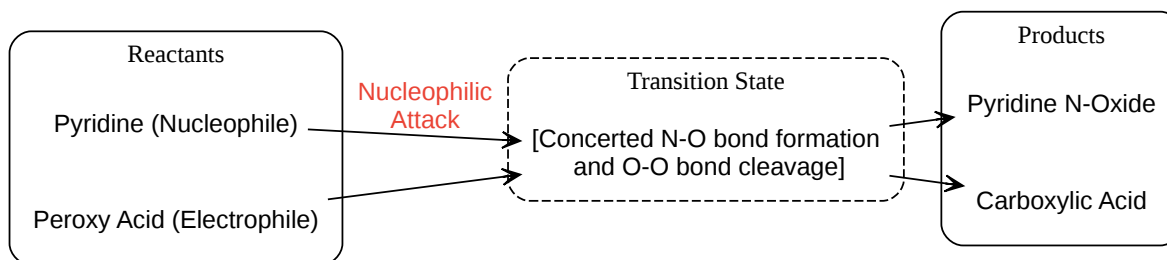 Reactants
Pyridine (Nucleophile)
Peroxy Acid (Electrophile)
Nucleophilic
Attack
Transition State
[Concerted N-O bond formation
and O-O bond cleavage]
Products
Pyridine N-Oxide
Carboxylic Acid